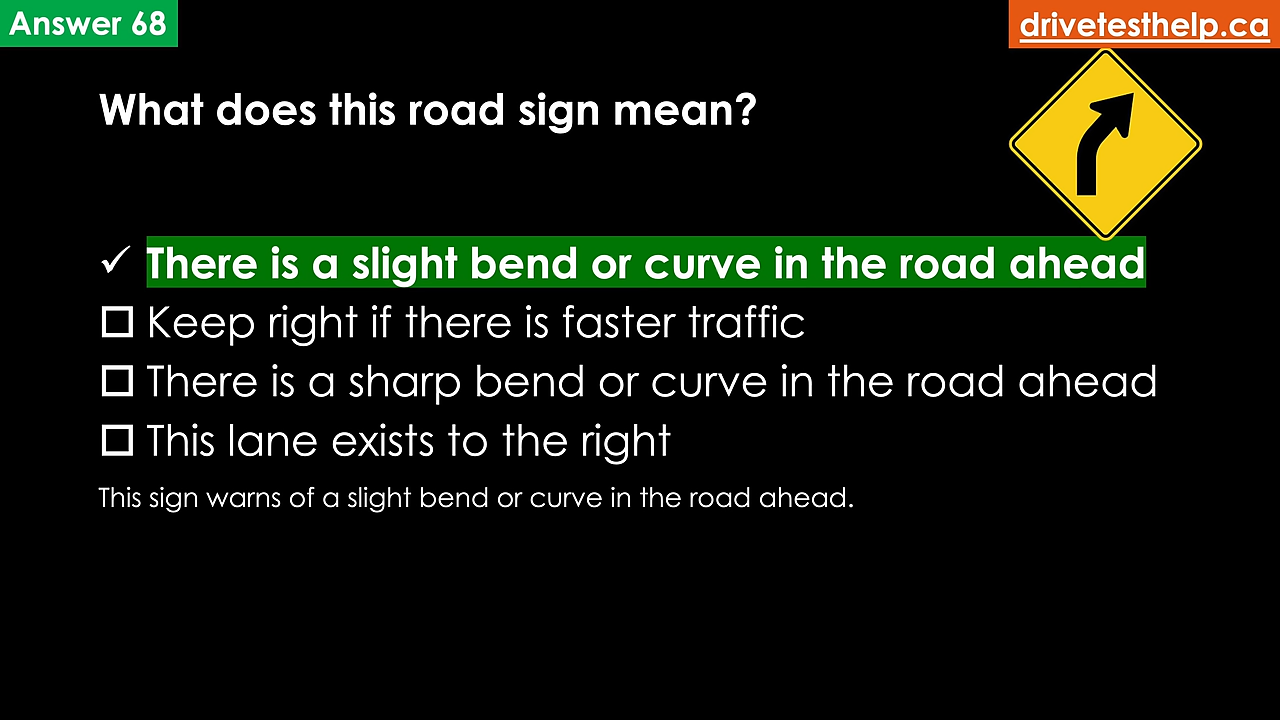 Answer 68
drivetesthelp.ca
What does this road sign mean?
There is a slight bend or curve in the road ahead
Keep right if there is faster traffic
There is a sharp bend or curve in the road ahead
This lane exists to the right
This sign warns of a slight bend or curve in the road ahead.